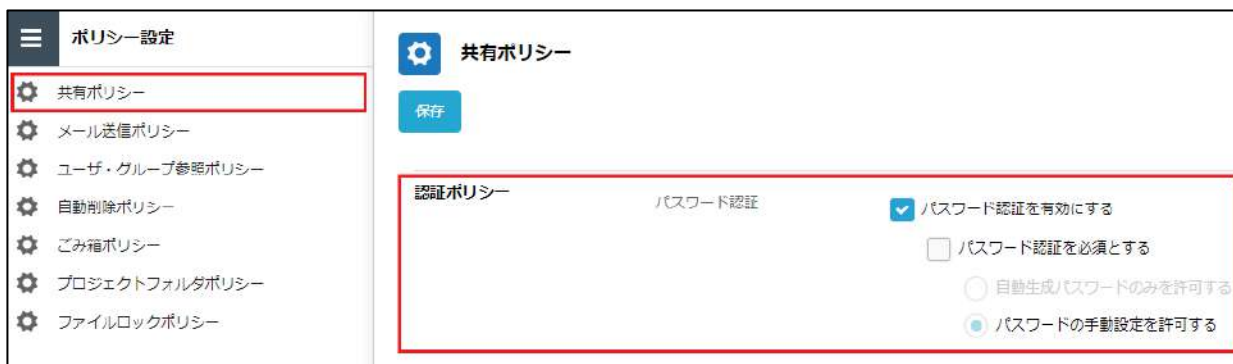 ポリシー設定
共有ポリシー
メール送信ポリシー
ユーザ・グループ参照ポリシー
自動削除ポリシー
ごみ箱ポリシー
プロジェクトフォルダポリシー
ファイルロックポリシー
共有ポリシー
保存
認証ポリシー
パスワード認証
パスワード認証を有効にする
パスワード認証を必須とする
自動生成パスワードのみを許可する
パスワードの手動設定を許可する